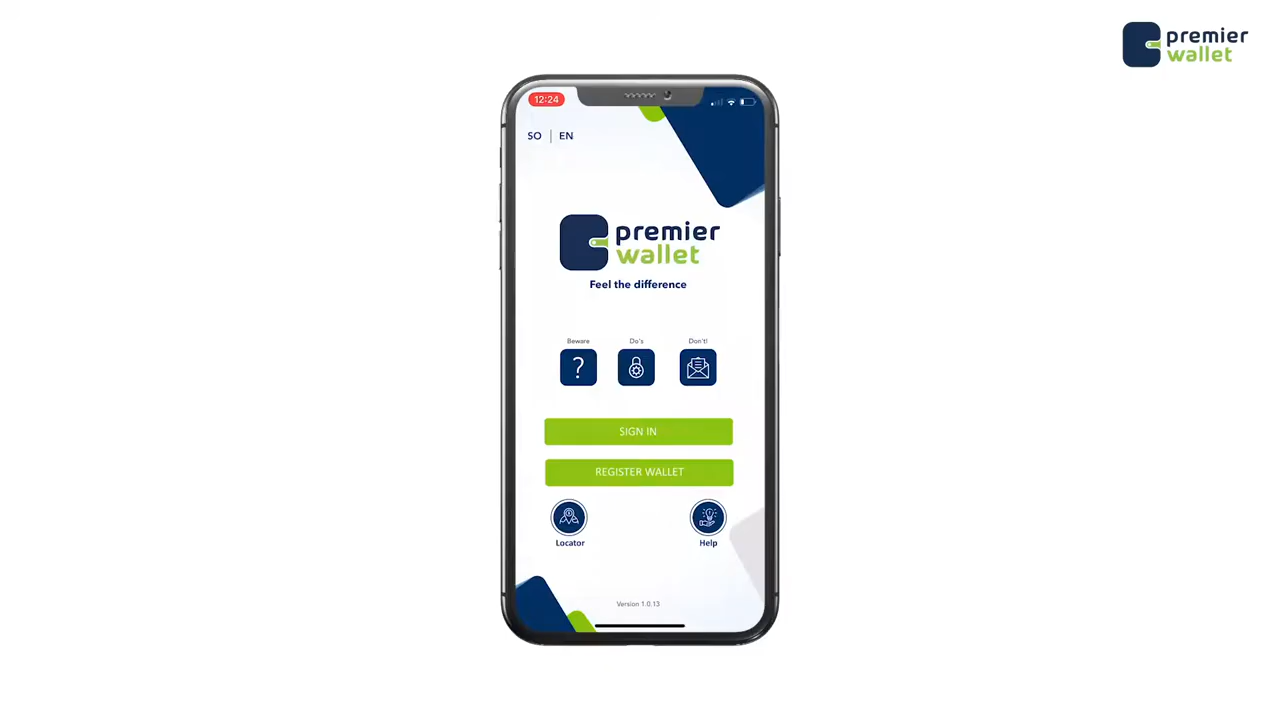 premier
wallet
12:24
SO | EN
premier
wallet
Feel the difference
Beware
Do's
Don't!
SIGN IN
REGISTER WALLET
Locator
Help
Version 1.0.13